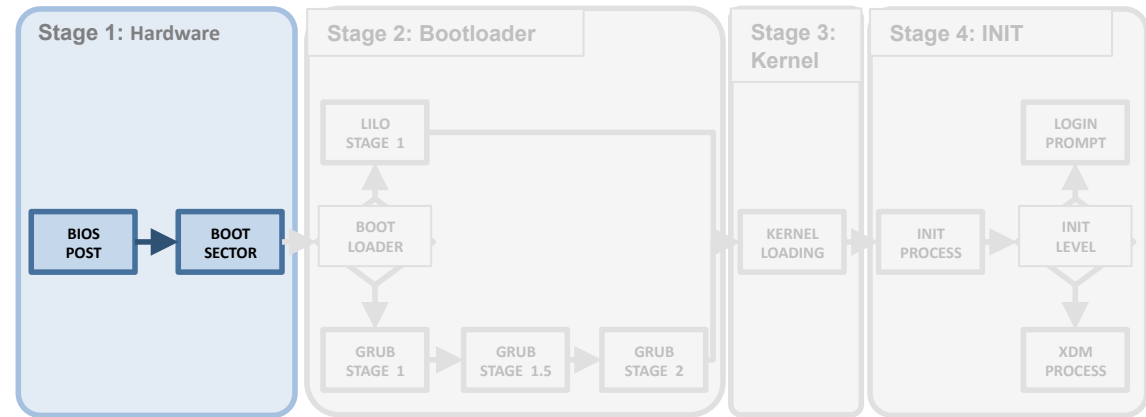 Stage 1: Hardware
Stage 2: Bootloader
Stage 3:
Kernel
Stage 4: INIT
LILO
STAGE 1
LOGIN
PROMPT
BIOS
POST
BOOT
SECTOR
BOOT
LOADER
KERNEL
LOADING
INIT
PROCESS
INIT
LEVEL
GRUB
STAGE 1
GRUB
STAGE 1.5
GRUB
STAGE 2
XDM
PROCESS